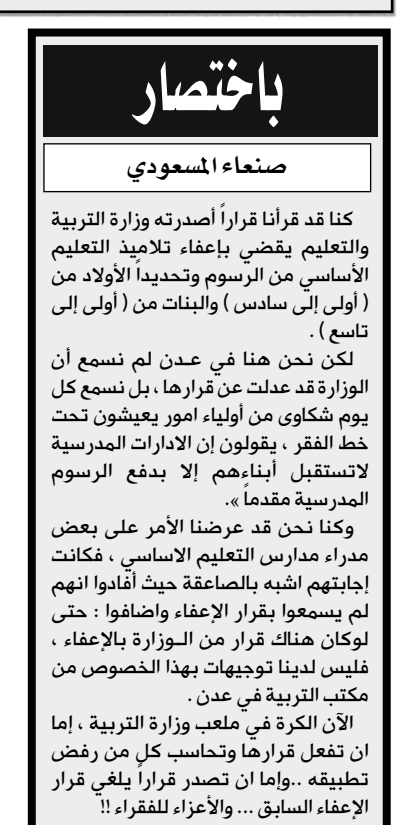 باختصار
صنعاء المسعودي
كنا قد قرأنا قراراً أصدرته وزارة التربية
والتعليم يقضي بإعفاء تلاميذ التعليم
الأساسي من الرسوم وتحديداً الأولاد من
( أولى إلى سادس ) والبنات من ( أولى إلى
تاسع ) .
لكن نحن هنا في عـدن لم نسمع أن
الوزارة قد عدلت عن قرارها ، بل نسمع كل
يوم شكاوى من أولياء امور يعيشون تحت
خط الفقر ، يقولون إن الادارات المدرسية
لاتستقبل أبناءهم إلا بدفع الرسوم
المدرسية مقدماً ».
وكنا نحن قد عرضنا الأمر على بعض
مدراء مدارس التعليم الاساسي ، فكانت
إجابتهم اشبه بالصاعقة حيث أفادوا انهم
لم يسمعوا بقرار الإعفاء واضافوا : حتى
لوكان هناك قرار من الـوزارة بالإعفاء ،
فليس لدينا توجيهات بهذا الخصوص من
مكتب التربية في عدن .
الآن الكرة في ملعب وزارة التربية ، إما
ان تفعل قرارها وتحاسب كل من رفض
تطبيقه ..وإما ان تصدر قراراً يلغي قرار
الإعفاء السابق ... والأعزاء للفقراء !!